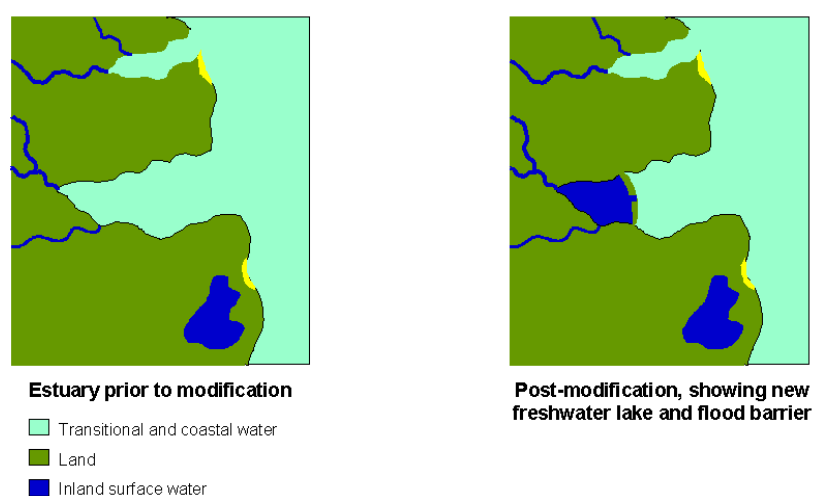 Estuary prior to modification
Transitional and coastal water
Land
Inland surface water
Post-modification, showing new
freshwater lake and flood barrier